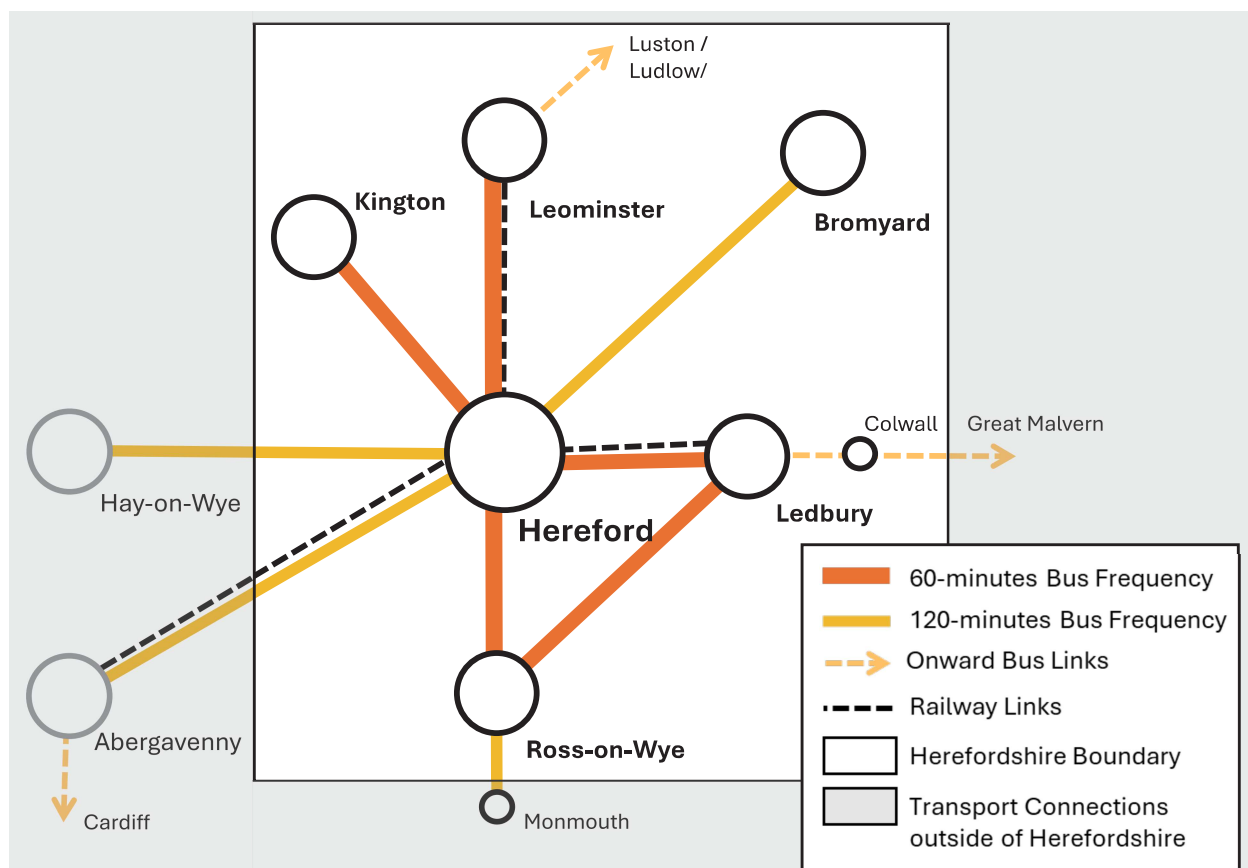 Luston /
Ludlow/
Kington
Leominster
Bromyard
Colwall
Great Malvern
Hay-on-Wye
Hereford
Ledbury
Abergavenny
Ross-on-Wye
Cardiff
Monmouth
60-minutes Bus Frequency
120-minutes Bus Frequency
Onward Bus Links
Railway Links
Herefordshire Boundary
Transport Connections
outside of Herefordshire